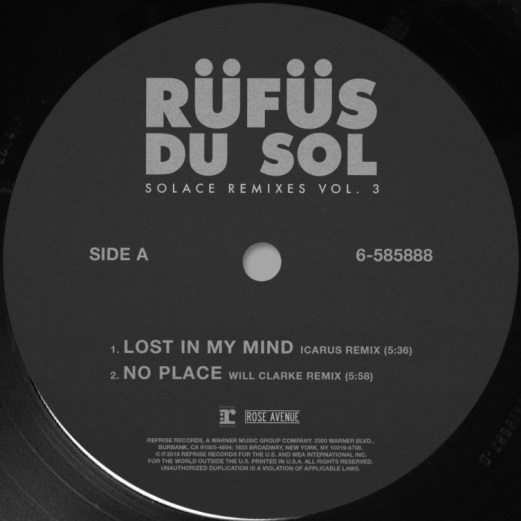 RÜFÜS
DU SOL
SOLACE REMIXES VOL. 3
SIDE A
6-585888
1. LOST IN MY MIND ICARUS REMIX (5:36)
2. NO PLACE WILL CLARKE REMIX (5:58)
r ROSE AVENUE
REPRISE RECORDS, A WARNER MUSIC GROUP COMPANY. 3300 WARNER BLVD.,
BURBANK, CA 91505-4694; 1633 BROADWAY, NEW YORK, NY 10019-6708.
REPRISE RECORDS FOR THE U.S. AND WEA INTERNATIONAL INC.
FOR THE WORLD OUTSIDE THE U.S. PRINTED IN U.S.A. ALL RIGHTS RESERVED.
UNAUTHORIZED DUPLICATION IS A VIOLATION OF APPLICABLE LAWS.